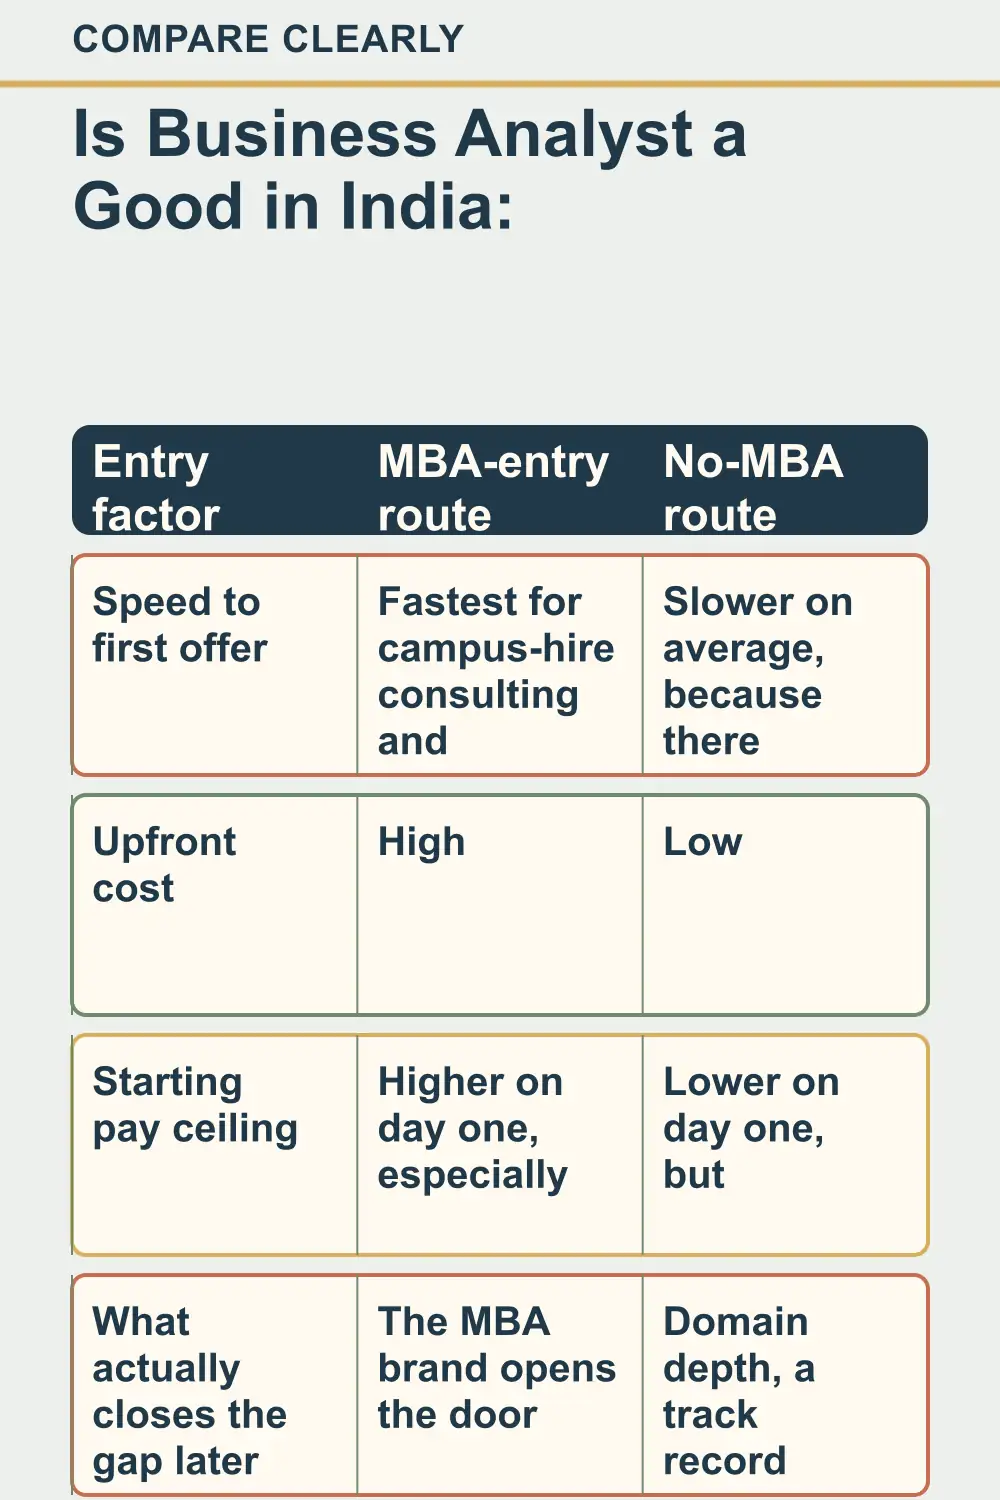 COMPARE CLEARLY
Is Business Analyst a
Good in India:
Entry
factor
MBA-entry
route
No-MBA
route
Speed to
first offer
Fastest for
campus-hire
consulting
and
Slower on
average,
because
there
Upfront
cost
High
Low
Starting
pay ceiling
Higher on
day one,
especially
Lower on
day one,
but
What
actually
closes the
gap later
The MBA
brand opens
the door
Domain
depth, a
track
record